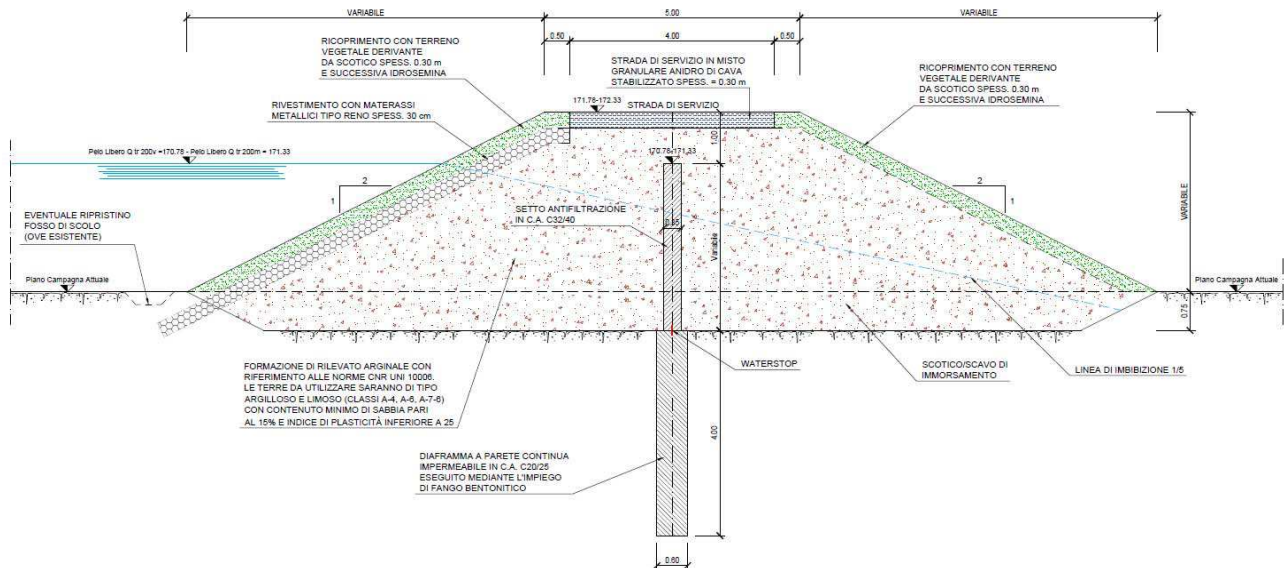 VARIABILE
5.00
VARIABILE
0.50
4.00
0.50
RICOPRIMENTO CON TERRENO
VEGETALE DERIVANTE
DA SCOTICO SPESS. 0.30 m
E SUCCESSIVA IDROSEMINA
STRADA DI SERVIZIO IN MISTO
GRANULARE ANIDRO DI CAVA
STABILIZZATO SPESS. = 0.30 m
RICOPRIMENTO CON TERRENO
VEGETALE DERIVANTE
DA SCOTICO SPESS. 0.30 m
E SUCCESSIVA IDROSEMINA
RIVESTIMENTO CON MATERASSI
METALLICI TIPO RENO SPESS. 30 cm
171.78-172.33
STRADA DI SERVIZIO
1.00
Pelo Libero Q tr 200v =170.78 - Pelo Libero Q tr 200m = 171.33
170.78-171.33
2
1
2
1
VARIABILE
EVENTUALE RIPRISTINO
FOSSO DI SCOLO
(OVE ESISTENTE)
SETTO ANTIFILTRAZIONE
IN C.A. C32/40
Variabile
Piano Campagna Attuale
Piano Campagna Attuale
0.75
FORMAZIONE DI RILEVATO ARGINALE CON
RIFERIMENTO ALLE NORME CNR UNI 10006.
LE TERRE DA UTILIZZARE SARANNO DI TIPO
ARGILLOSO E LIMOSO (CLASSI A-4, A-6, A-7-6)
CON CONTENUTO MINIMO DI SABBIA PARI
AL 15% E INDICE DI PLASTICITÀ INFERIORE A 25
WATERSTOP
SCOTICO/SCAVO DI
IMMORSAMENTO
LINEA DI IMBIBIZIONE 1/5
4.00
DIAFRAMMA A PARETE CONTINUA
IMPERMEABILE IN C.A. C20/25
ESEGUITO MEDIANTE L'IMPIEGO
DI FANGO BENTONITICO
0.60